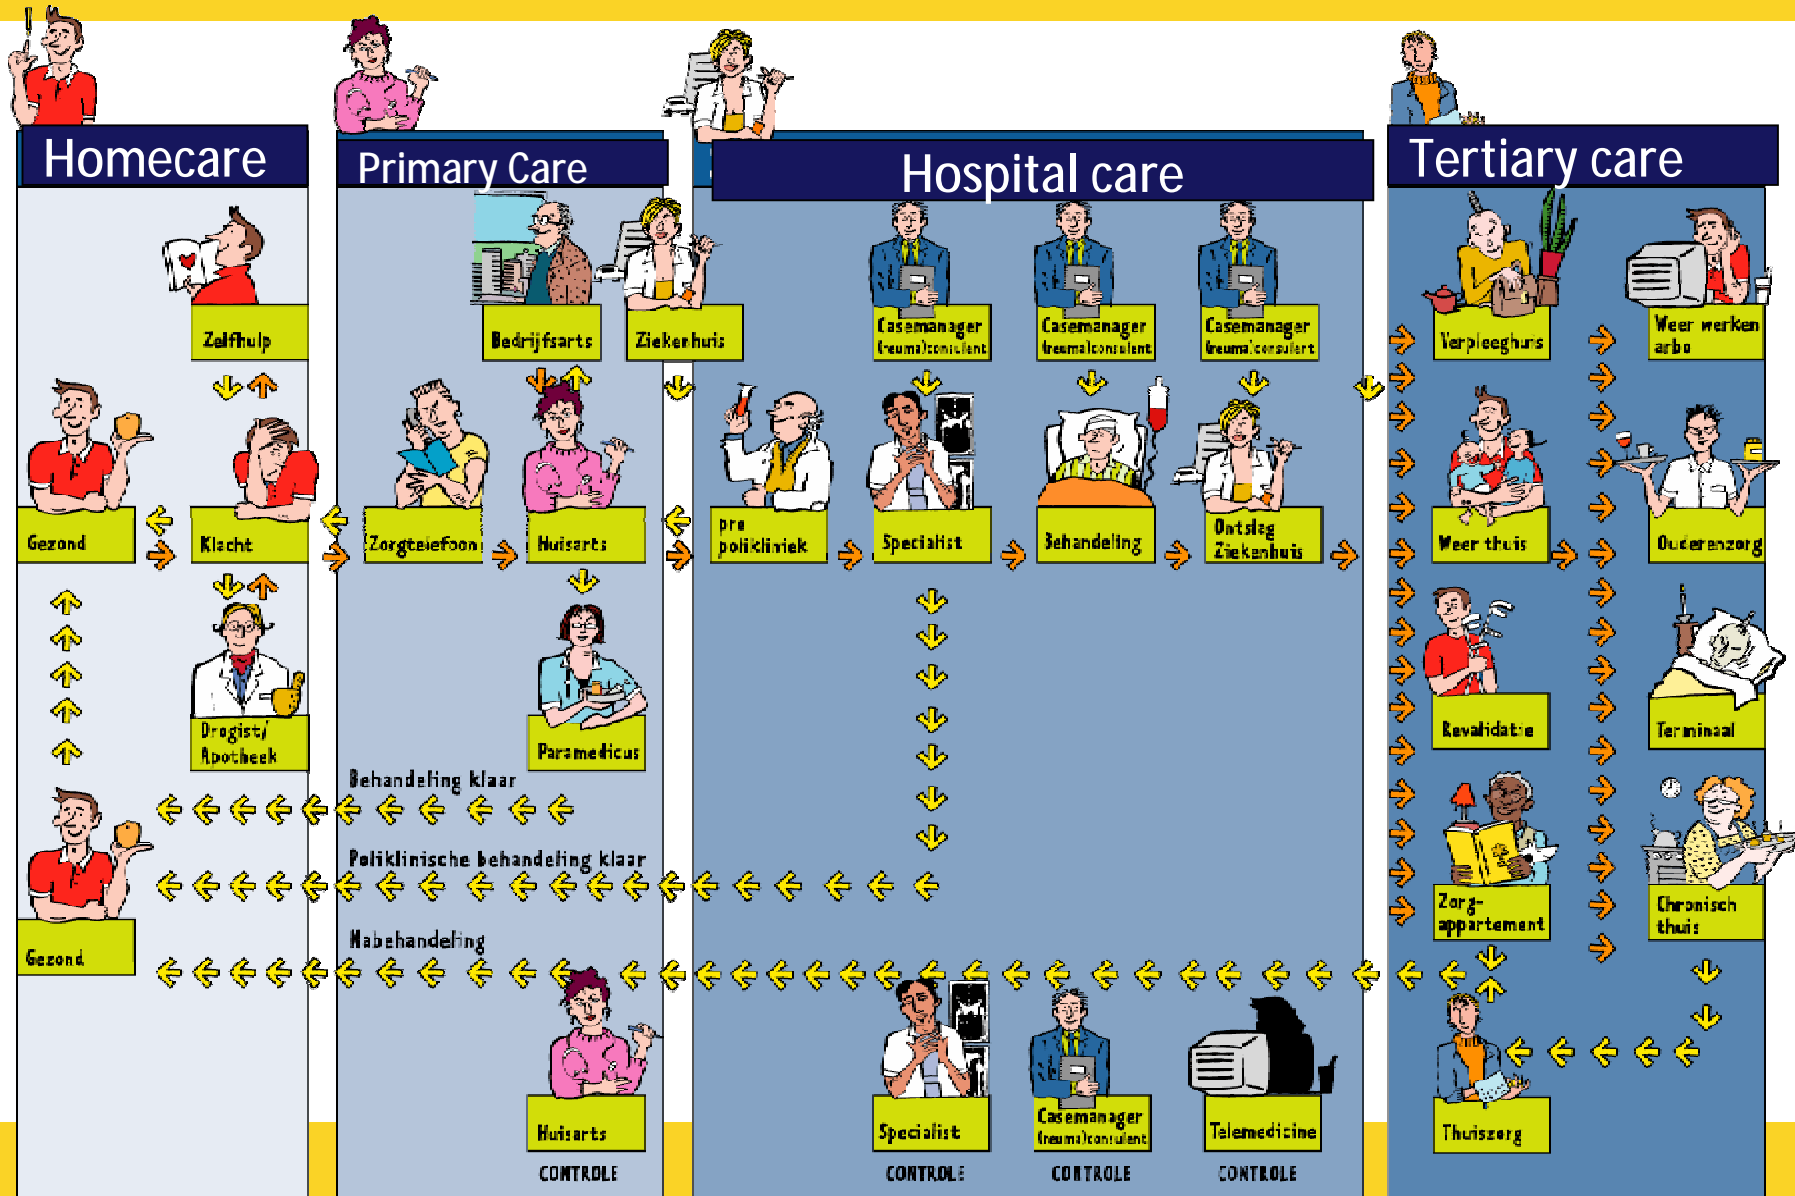 Homecare
Primary Care
Hospital care
Tertiary care
Zelfhulp
Bedrijfsarts
Ziekenhuis
Casemanager
(reuma)consulent
Casemanager
(reuma)consulent
Casemanager
(reuma)consulent
Verpleeghuis
Weer werken
arbo
Gezond
Klacht
Zorgtelefoon
Huisarts
pre
polikliniek
Specialist
Behandeling
Ontslag
Ziekenhuis
Weer thuis
Ouderenzorg
Drogist/
Apotheek
Paramedicus
Revalidatie
Terminaal
Behandeling klaar
Poliklinische behandeling klaar
Zorg-
appartement
Chronisch
thuis
Nabehandeling
Gezond
Huisarts
Specialist
Casemanager
(reuma)consulent
Telemedicine
Thuiszorg
CONTROLE
CONTROLE
CONTROLE
CONTROLE